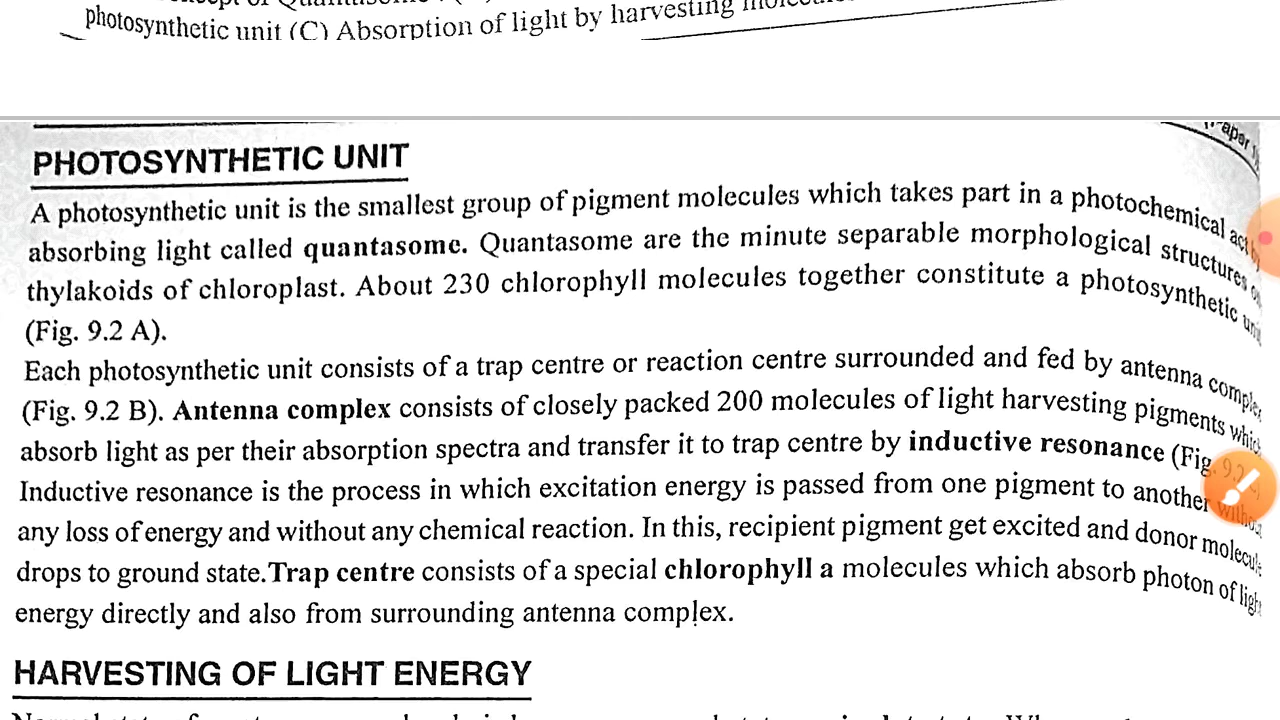 photosynthetic unit (C) Absorption of light by harvesting
PHOTOSYNTHETIC UNIT
A photosynthetic unit is the smallest group of pigment molecules which takes part in a photochemical act
absorbing light called quantasome. Quantasome are the minute separable morphological structures
thylakoids of chloroplast. About 230 chlorophyll molecules together constitute a photosynthetic
(Fig. 9.2 A).
Each photosynthetic unit consists of a trap centre or reaction centre surrounded and fed by antenna complex
(Fig. 9.2 B). Antenna complex consists of closely packed 200 molecules of light harvesting pigments which
absorb light as per their absorption spectra and transfer it to trap centre by inductive resonance (Fig.
Inductive resonance is the process in which excitation energy is passed from one pigment to another without
any loss of energy and without any chemical reaction. In this, recipient pigment get excited and donor molecule
drops to ground state.Trap centre consists of a special chlorophyll a molecules which absorb photon of light
energy directly and also from surrounding antenna complex.
HARVESTING OF LIGHT ENERGY